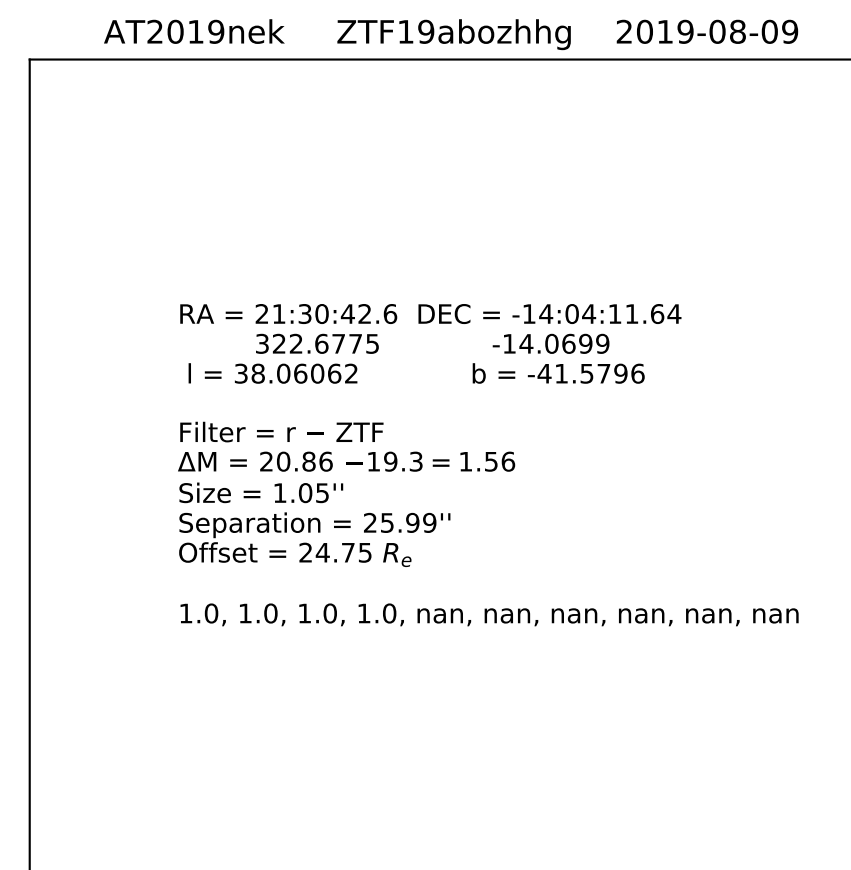 AT2019nek ZTF19abozhhg 2019-08-09
RA = 21:30:42.6 DEC = -14:04:11.64
322.6775 -14.0699
l = 38.06062 b = -41.5796
Filter = r − ZTF
ΔM = 20.86 −19.3 = 1.56
Size = 1.05''
Separation = 25.99''
Offset = 24.75 Re
1.0, 1.0, 1.0, 1.0, nan, nan, nan, nan, nan, nan